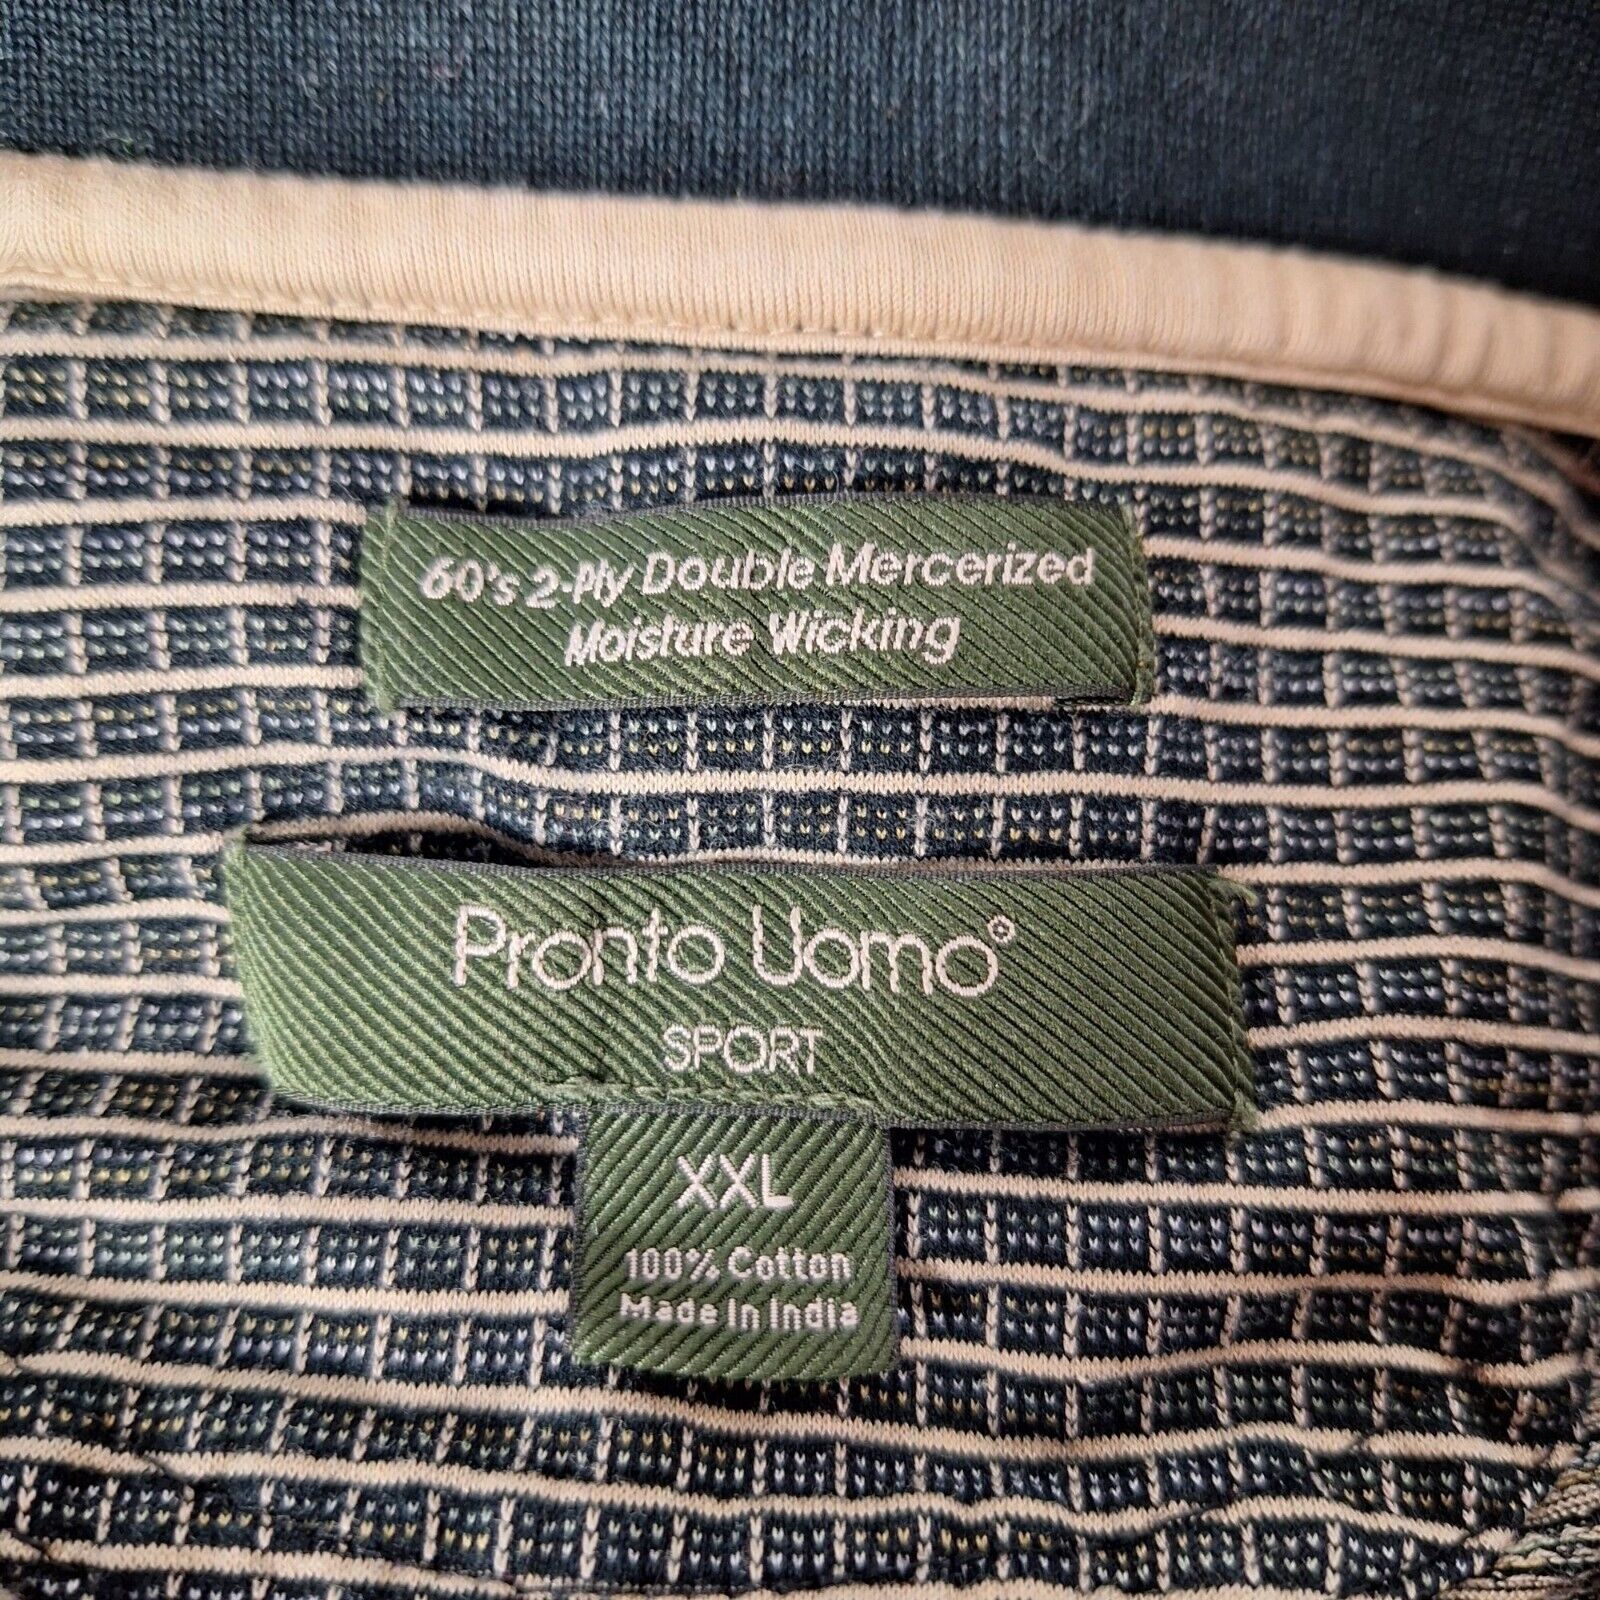 60's 2-Ply Double Mercerized
Moisture Wicking
Pronto Uomo®
SPORT
XXL
100% Cotton
Made In India